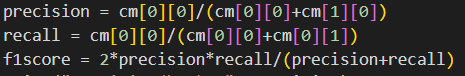 precision = cm[0][0]/(cm[0][0]+cm[1][0])
recall = cm[0][0]/(cm[0][0]+cm[0][1])
f1score = 2*precision*recall/(precision+recall)